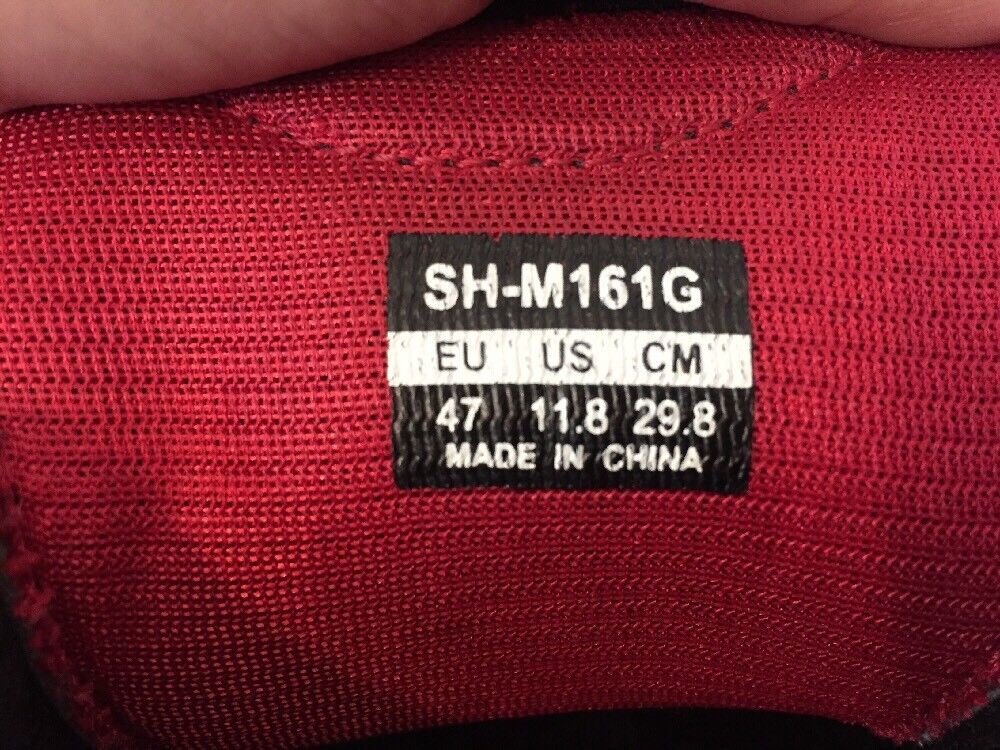 SH-M161G
EU US CM
47 11.8 29.8
MADE IN CHINA